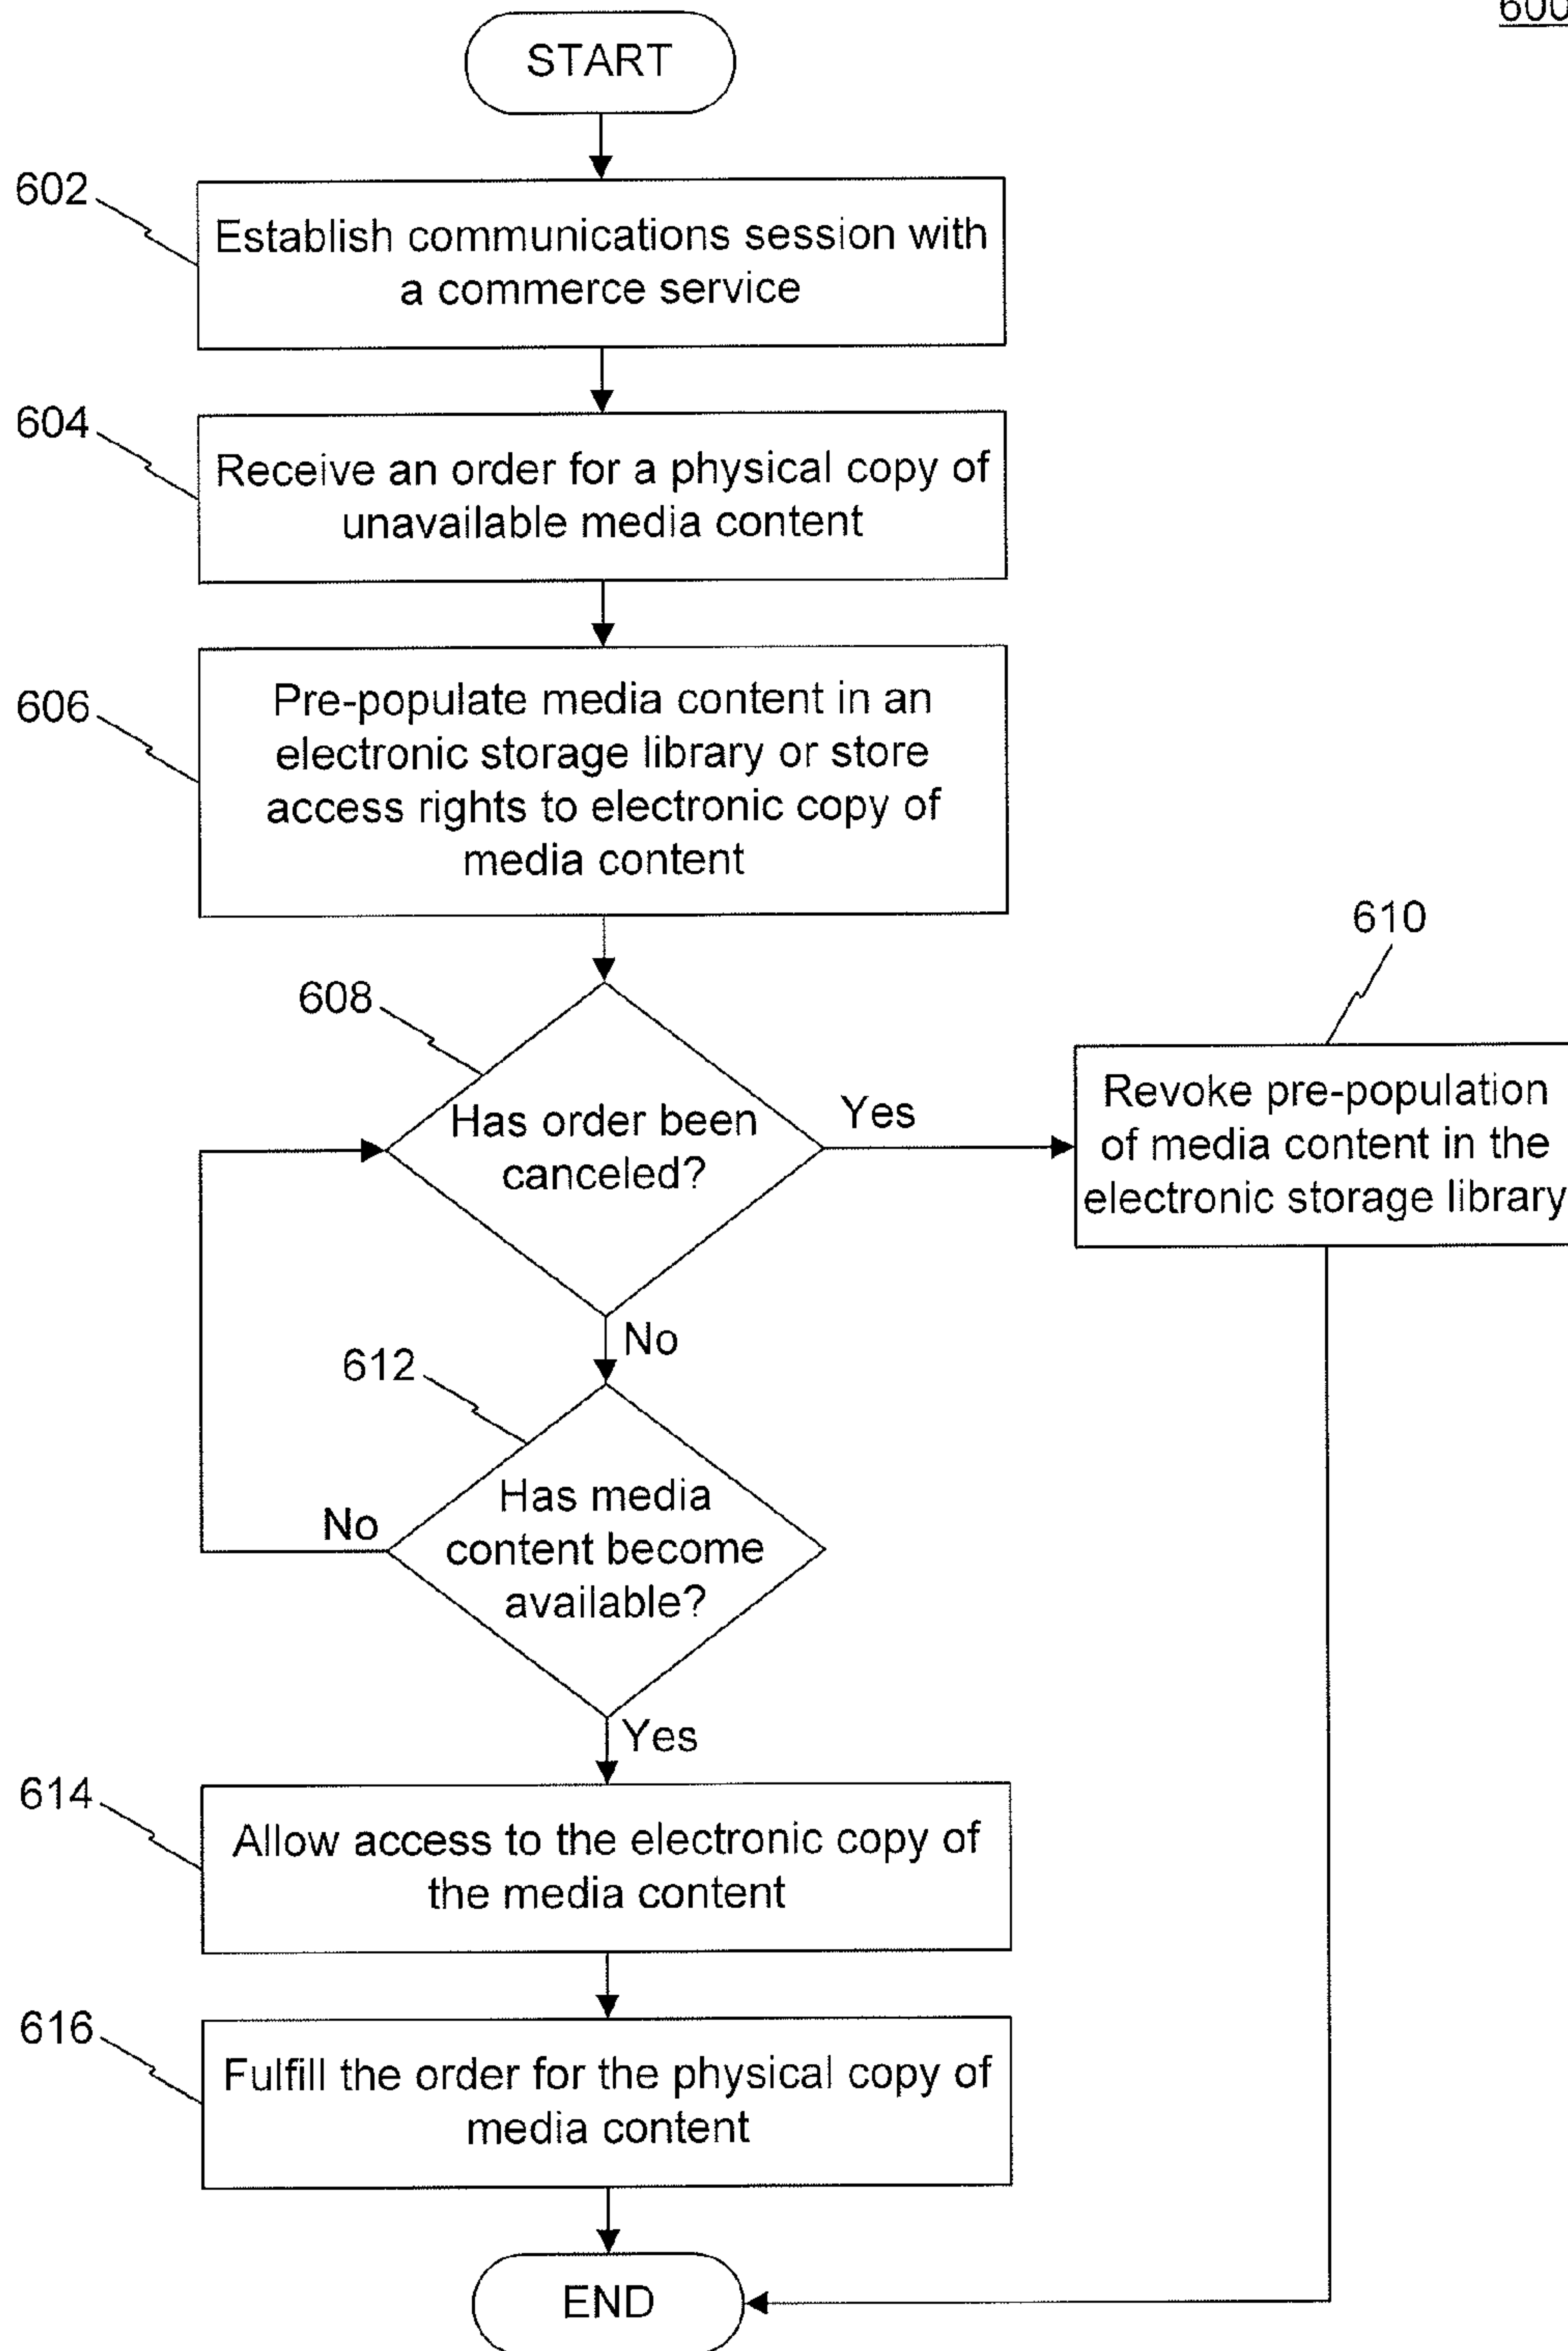 600
START
602
Establish communications session with
a commerce service
604
Receive an order for a physical copy of
unavailable media content
606
Pre-populate media content in an
electronic storage library or store
access rights to electronic copy of
media content
608
Has order been
canceled?
Yes
610
Revoke pre-population
of media content in the
electronic storage library
No
612
Has media
content become
available?
No
Yes
614
Allow access to the electronic copy of
the media content
616
Fulfill the order for the physical copy of
media content
END